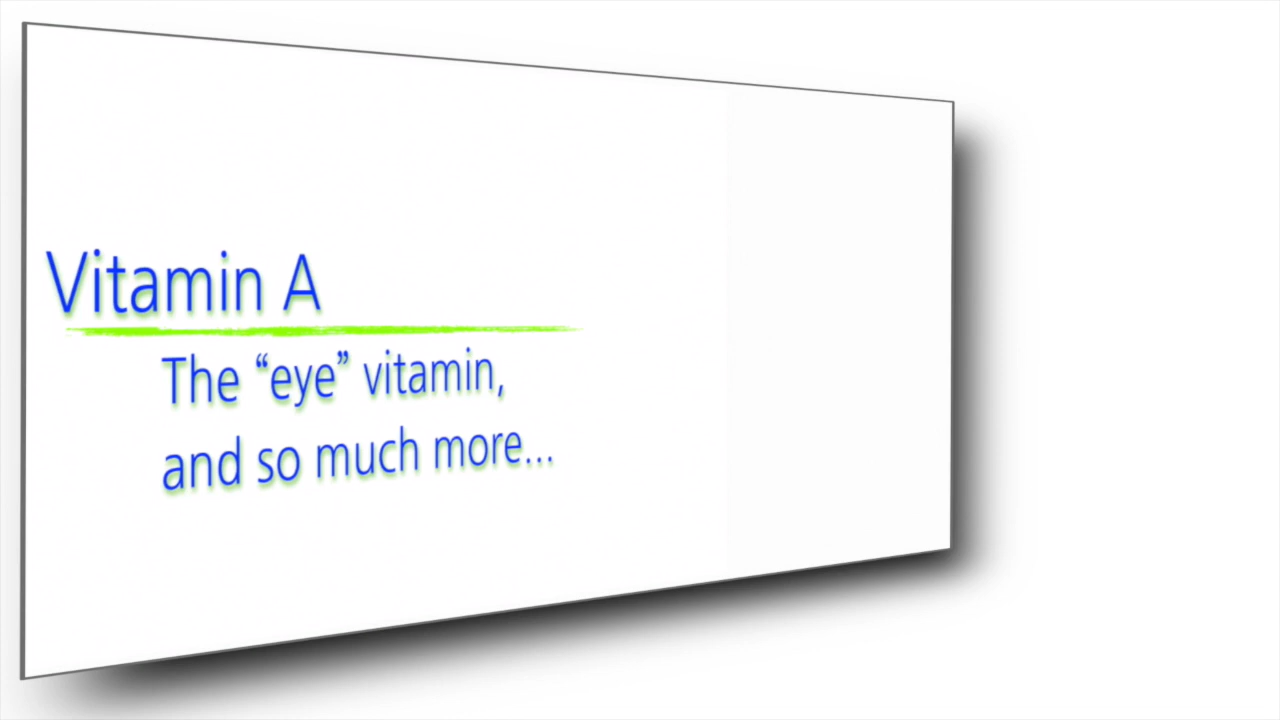 Vitamin A
The “eye” vitamin,
and so much more...